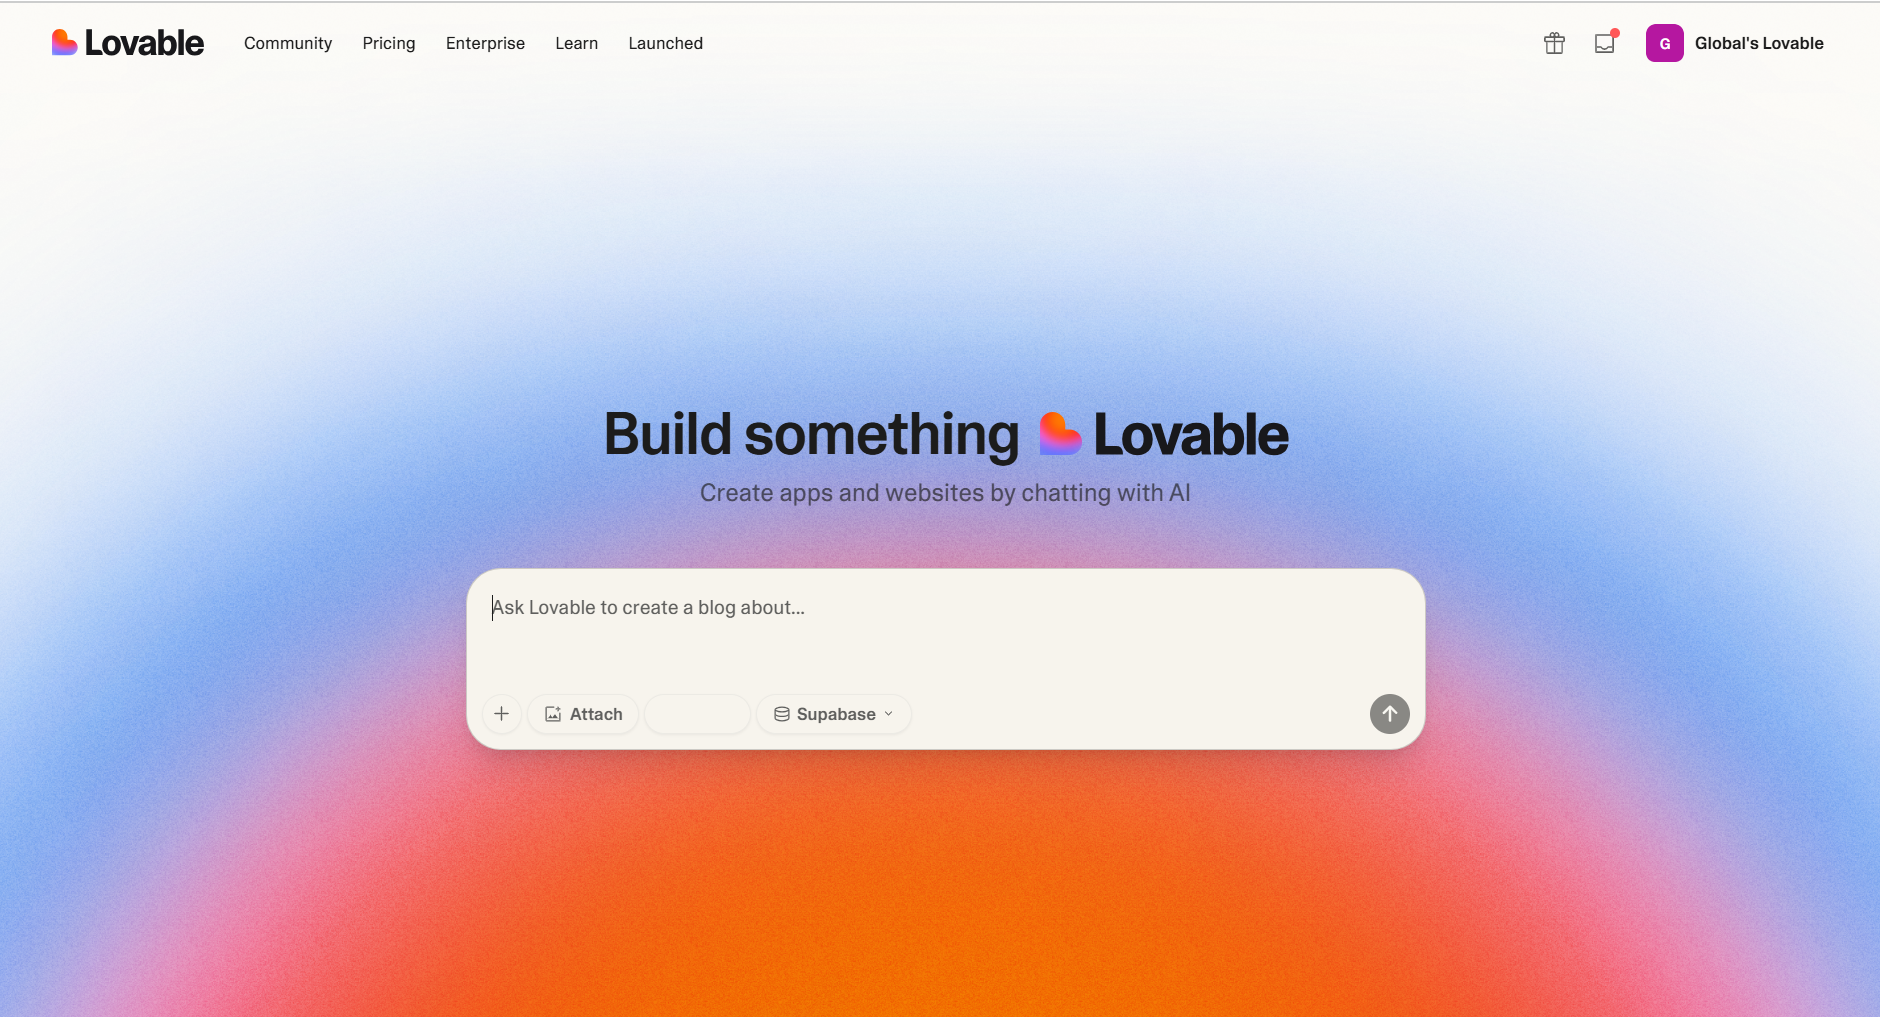 Lovable Community Pricing Enterprise Learn Launched G Global's Lovable
Build something Lovable
Create apps and websites by chatting with AI
Ask Lovable to create a blog about...
Attach Supabase